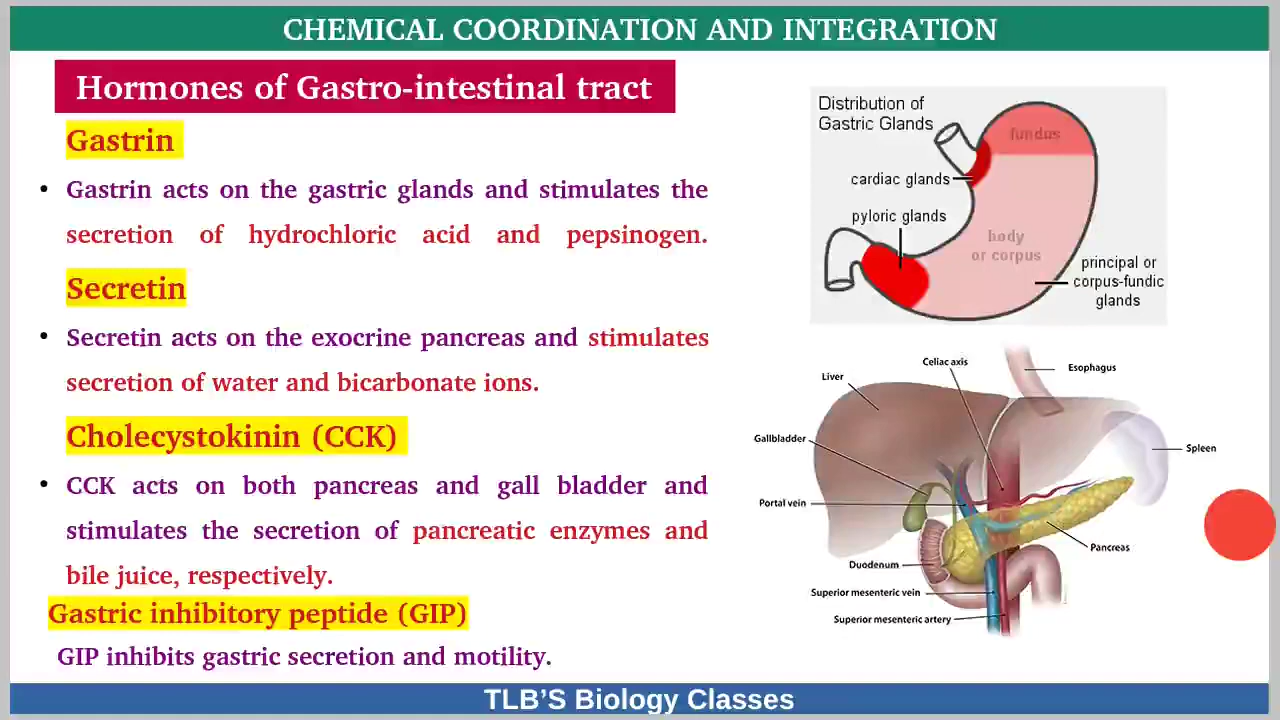 CHEMICAL COORDINATION AND INTEGRATION
Hormones of Gastro-intestinal tract
Gastrin
• Gastrin acts on the gastric glands and stimulates the
secretion of hydrochloric acid and pepsinogen.
Secretin
• Secretin acts on the exocrine pancreas and stimulates
secretion of water and bicarbonate ions.
Cholecystokinin (CCK)
• CCK acts on both pancreas and gall bladder and
stimulates the secretion of pancreatic enzymes and
bile juice, respectively.
Gastric inhibitory peptide (GIP)
GIP inhibits gastric secretion and motility.
Distribution of
Gastric Glands
fundus
cardiac glands
pyloric glands
body
or corpus
principal or
corpus-fundic
glands
Celiac axis
Esophagus
Liver
Gallbladder
Spleen
Portal vein
Pancreas
Duodenum
Superior mesenteric vein
Superior mesenteric artery
TLB'S Biology Classes